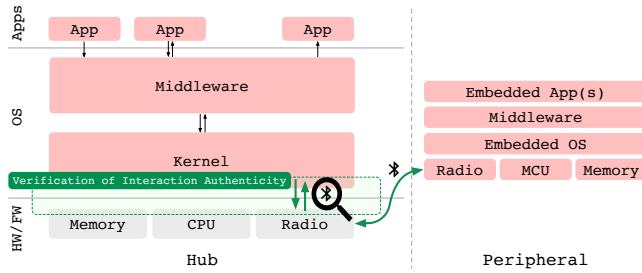 Apps
App
App
App
OS
Middleware
Kernel
Verification of Interaction Authenticity
HW/FW
Memory
CPU
Radio
Hub
Embedded App(s)
Middleware
Embedded OS
Radio
MCU
Memory
Peripheral